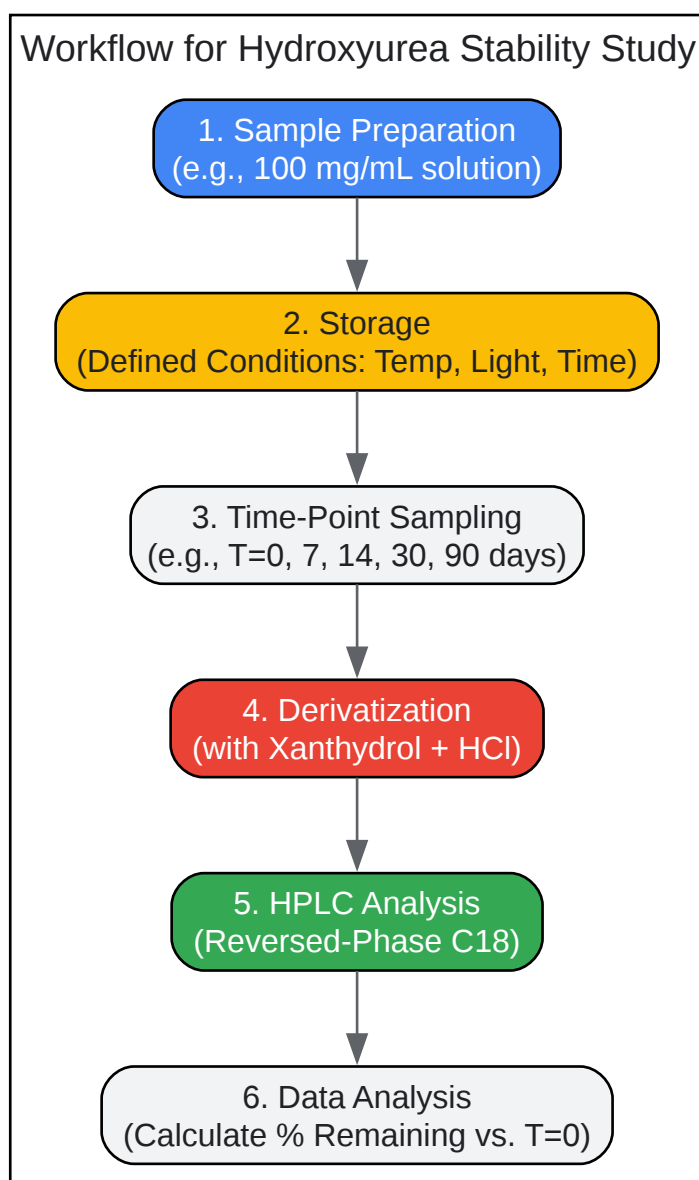 Workflow for Hydroxyurea Stability Study
1. Sample Preparation
(e.g., 100 mg/mL solution)
2. Storage
(Defined Conditions: Temp, Light, Time)
3. Time-Point Sampling
(e.g., T=0, 7, 14, 30, 90 days)
4. Derivatization
(with Xanthydrol + HCl)
5. HPLC Analysis
(Reversed-Phase C18)
6. Data Analysis
(Calculate % Remaining vs. T=0)